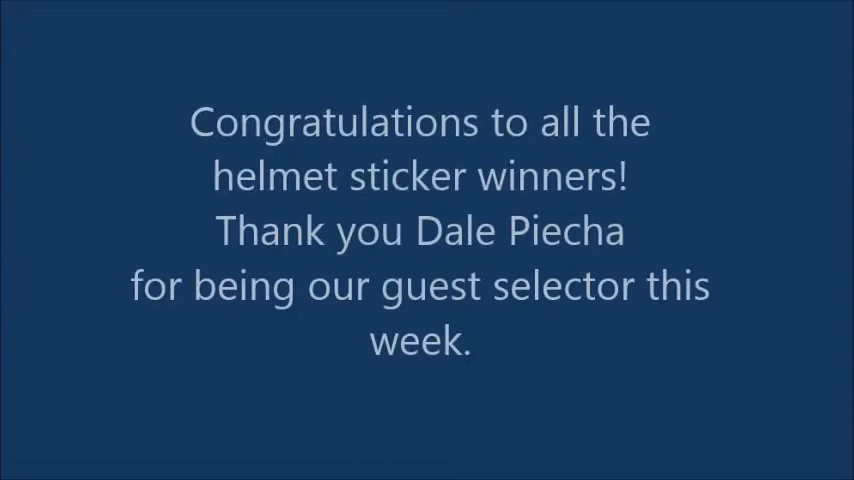 Congratulations to all the
helmet sticker winners!
Thank you Dale Piecha
for being our guest selector this
week.